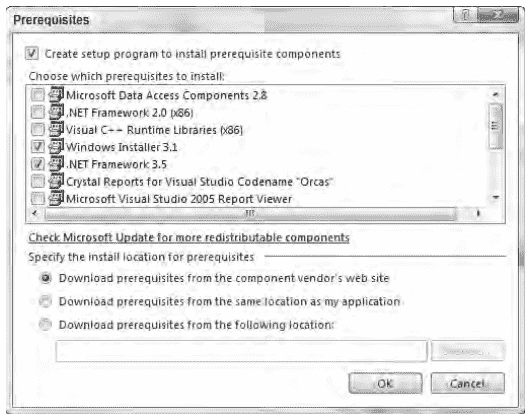 Prerequisites
Create setup program to install prerequisite components
Choose which prerequisites to install:
Microsoft Data Access Components 2.8
.NET Framework 2.0 (x86)
Visual C++ Runtime Libraries (x86)
Windows Installer 3.1
.NET Framework 3.5
Crystal Reports for Visual Studio Codename "Orcas"
Microsoft Visual Studio 2005 Report Viewer
Check Microsoft Update for more redistributable components
Specify the install location for prerequisites
Download prerequisites from the component vendor's web site
Download prerequisites from the same location as my application
Download prerequisites from the following location:
OK Cancel